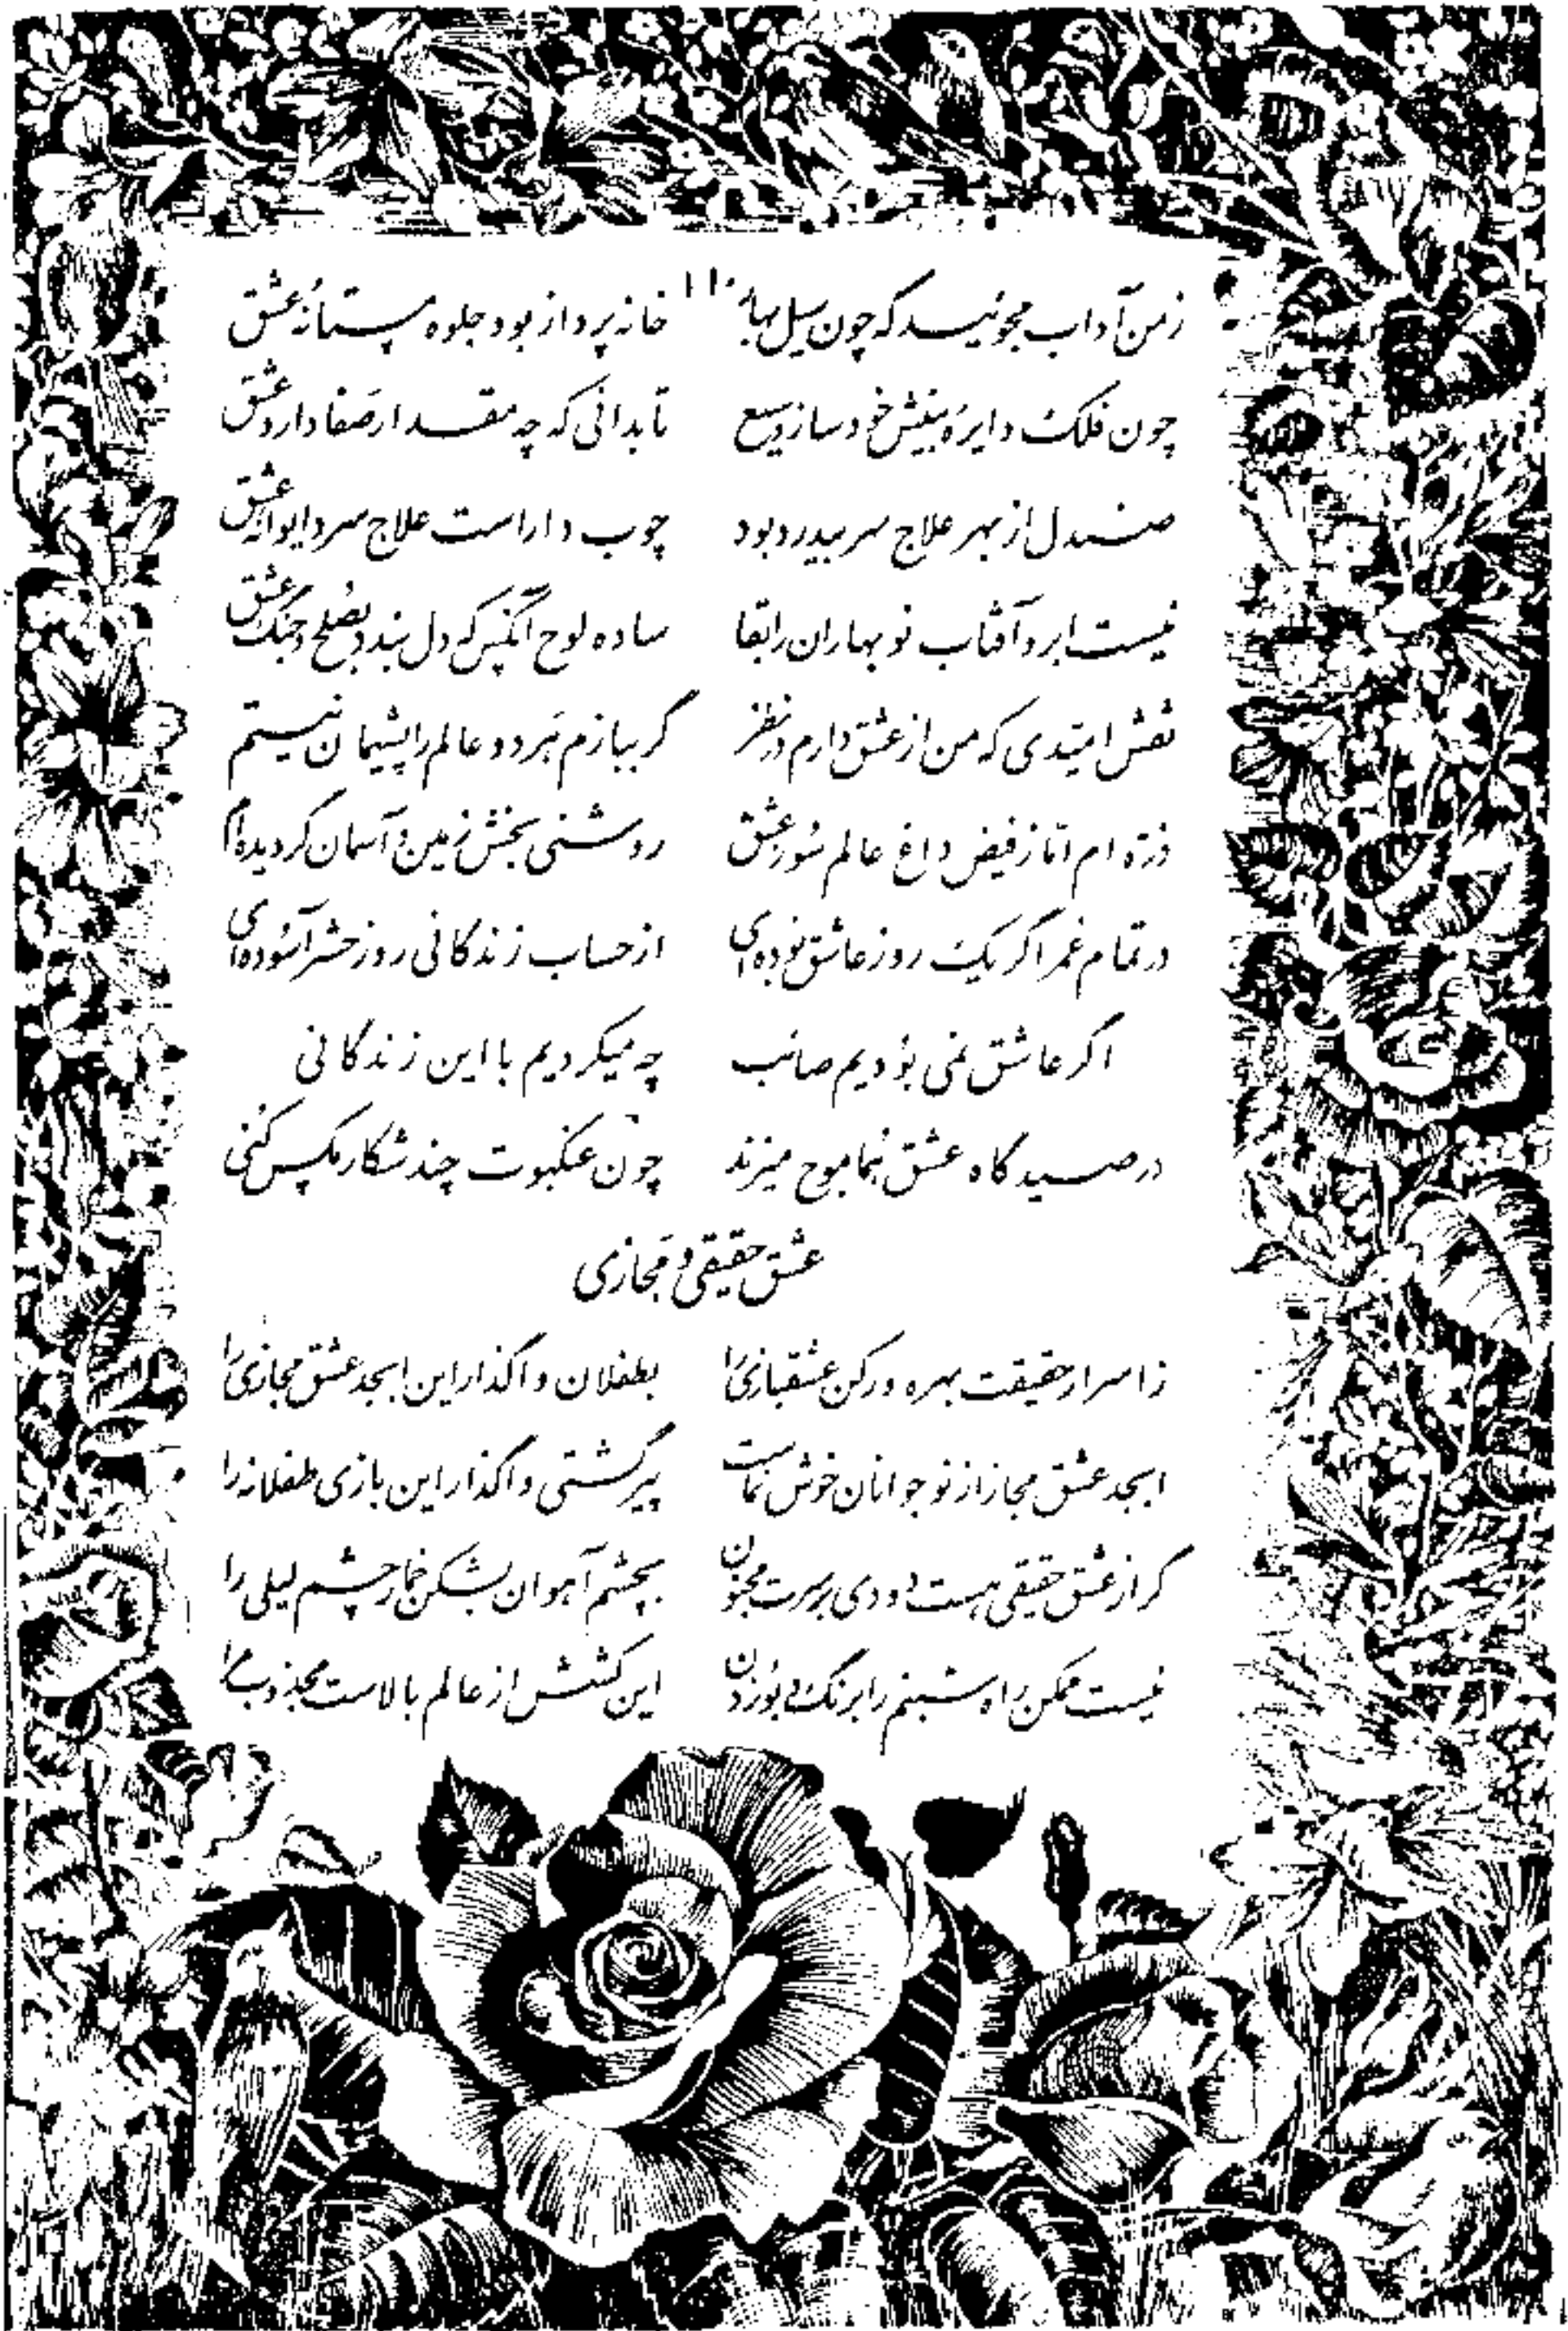 زمن آداب مجوئید که چون سیل بهار خانه پرداز بود جلوه مستانهٔ عشق
چون فلک دایرهٔ بینش خود ساز وسیع تا بدانی که چه مقدار صفا دارد عشق
صندل از بهر علاج سر بیدرد بود چوب دار است علاج سر عشق
نیست ابر و آفتاب نوبهاران را بقا ساده لوح آنکس که دل بندد بصلح و جنگ عشق
نقش امیدی که من از عشق دارم در نظر گر ببازم هر دو عالم را پشیمان نیستم
ذره ام اما ز فیض داغ عالم سوز عشق روشنی بخش زمین و آسمان گردیده‌ام
در تمام عمر اگر یک روز عاشق بوده‌ای از حساب زندگانی روز حشر آسوده‌ای
اگر عاشق نمی بودیم صائب چه میکردیم با این زندگانی
در صیدگاه عشق هما موج میزند چون عنکبوت چند شکار مگس کنی
عشق حقیقی و مجازی
ز اسرار حقیقت بهره ور کن عشقبازی را بطفلان واگذار این ابجد عشق مجازی را
ابجد عشق مجاز از نوجوانان خوش نماست پیر گشتی واگذار این بازی طفلانه را
گر از عشق حقیقی هست دودی بر سرت مجنون بچشم آهوان بشکن خمار چشم لیلی را
نیست ممکن راه شبنم را برنگ و بو زدن این کشش از عالم بالاست مجذوب مرا